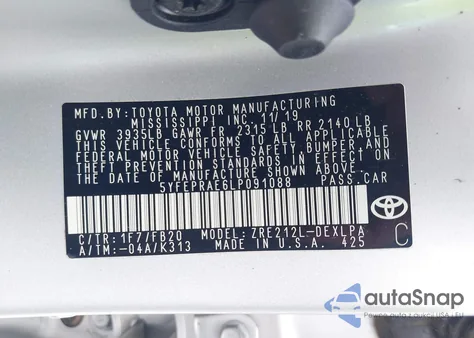 MFD.BY:TOYOTA MOTOR MANUFACTURING
MISSISSIPPI INC. 11/19
GVWR 3935LB GAWR FR 2315 LB RR 2140 LB
THIS VEHICLE CONFORMS TO ALL APPLICABLE
FEDERAL MOTOR VEHICLE SAFETY, BUMPER AND
THEFT PREVENTION STANDARDS IN EFFECT ON
THE DATE OF MANUFACTURE SHOWN ABOVE.
5YFEPRAE6LP091088 PASS.CAR
C/TR:1F7/FB20 MODEL:ZRE212L-DEXLPA
A/TM:-04A/K313 MADE IN U.S.A. 425
C
autoSnap